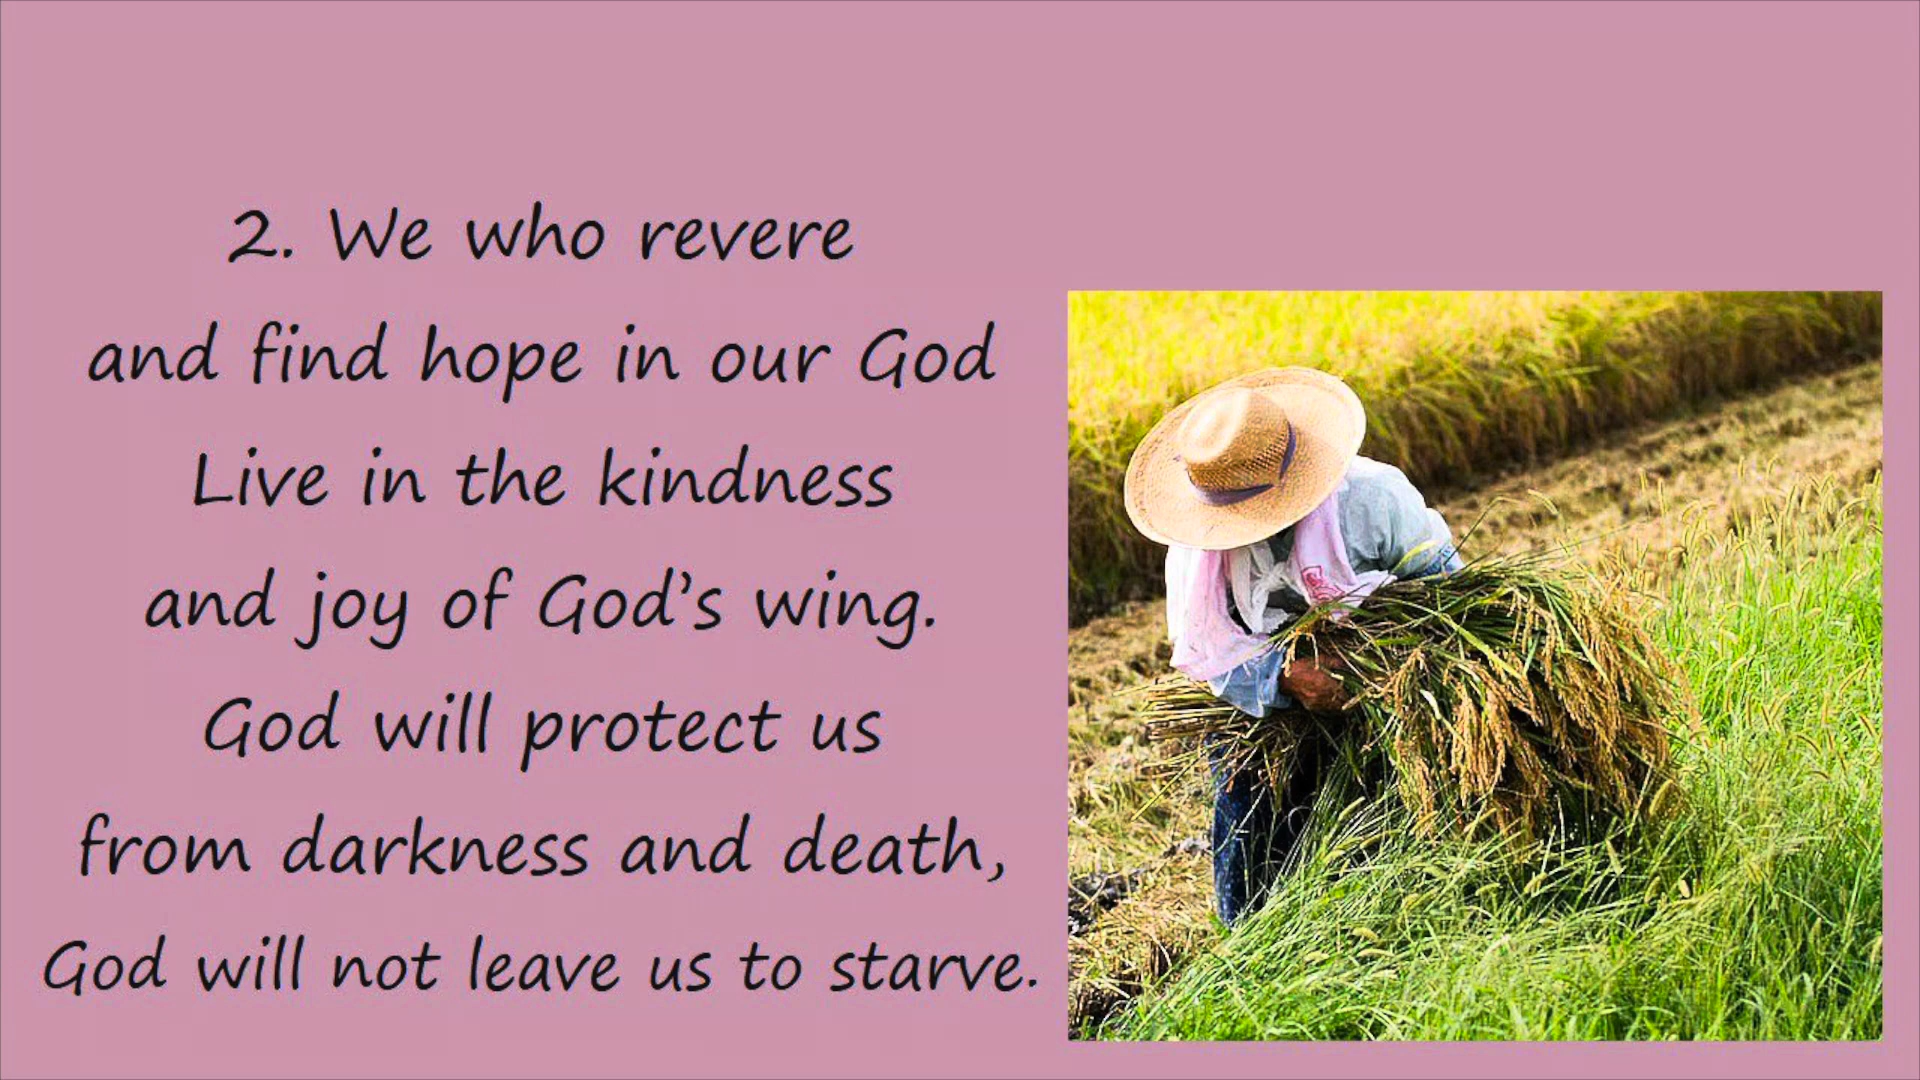 2. We who revere
and find hope in our God
Live in the kindness
and joy of God’s wing.
God will protect us
from darkness and death,
God will not leave us to starve.